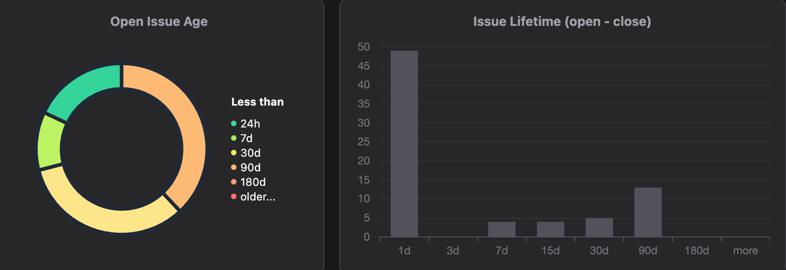 Open Issue Age
Less than
24h
7d
30d
90d
180d
older...
Issue Lifetime (open - close)
50
45
40
35
30
25
20
15
10
5
0
1d 3d 7d 15d 30d 90d 180d more